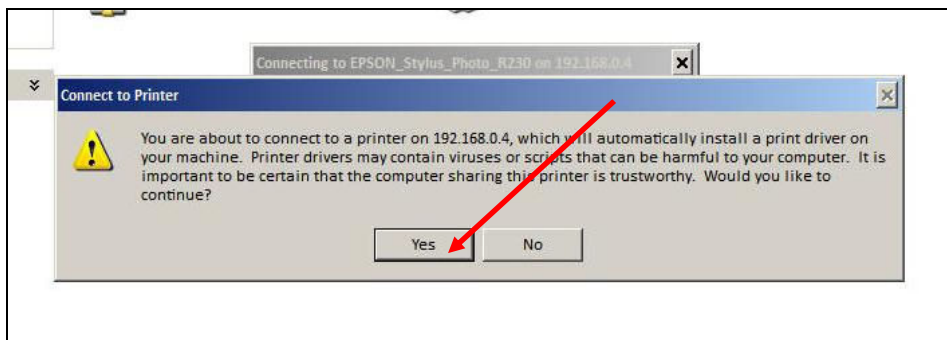 Connecting to EPSON_Stylus_Photo_R230 on 192.168.0.4
Connect to Printer
You are about to connect to a printer on 192.168.0.4, which will automatically install a print driver on
your machine. Printer drivers may contain viruses or scripts that can be harmful to your computer. It is
important to be certain that the computer sharing this printer is trustworthy. Would you like to
continue?
Yes No